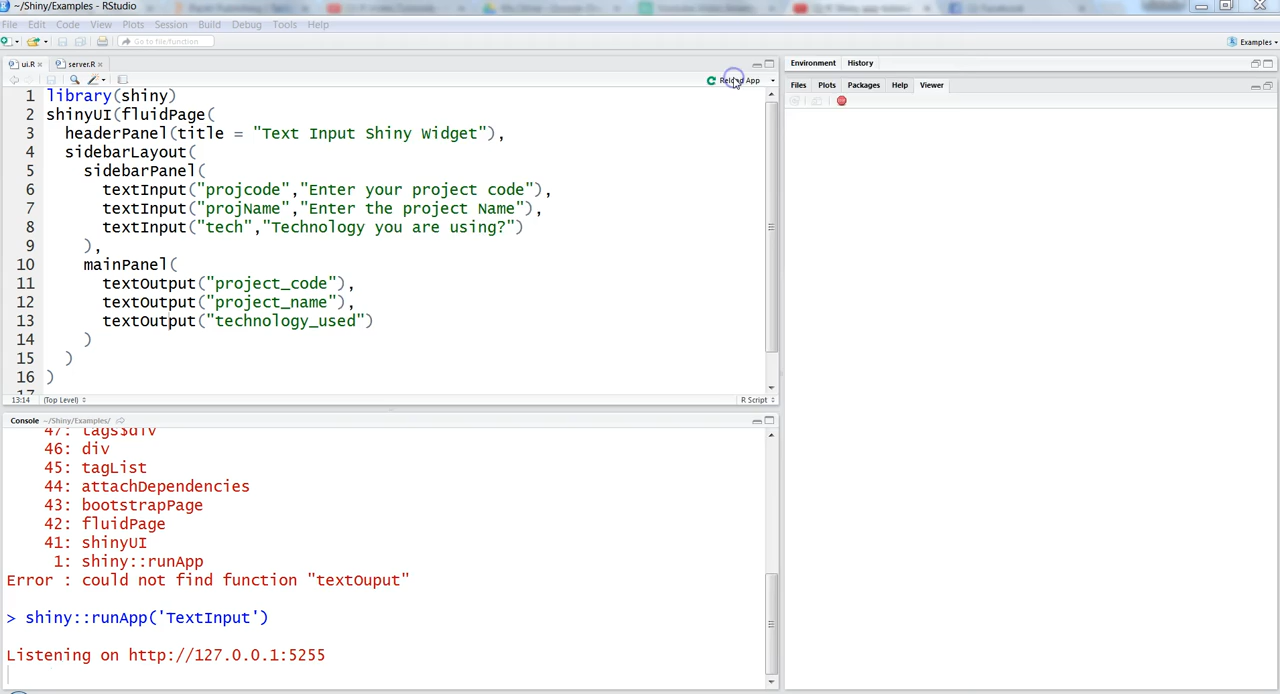 ~/Shiny/Examples - RStudio
File Edit Code View Plots Session Build Debug Tools Help
Go to file/function
Examples
ui.R
server.R
Environment History
Reload App
Files Plots Packages Help Viewer
1 library(shiny)
2 shinyUI(fluidPage(
3 headerPanel(title = "Text Input Shiny Widget"),
4 sidebarLayout(
5 sidebarPanel(
6 textInput("projcode","Enter your project code"),
7 textInput("projName","Enter the project Name"),
8 textInput("tech","Technology you are using?")
9 ),
10 mainPanel(
11 textOutput("project_code"),
12 textOutput("project_name"),
13 textOutput("technology_used")
14 )
15 )
16 )
17
13:14 (Top Level) R Script
Console ~/Shiny/Examples/
47: tags$div
46: div
45: tagList
44: attachDependencies
43: bootstrapPage
42: fluidPage
41: shinyUI
1: shiny::runApp
Error : could not find function "textOuput"
> shiny::runApp('TextInput')
Listening on http://127.0.0.1:5255